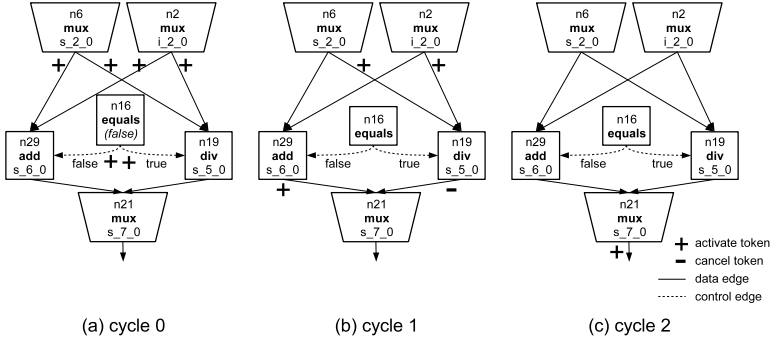 n6
mux
s_2_0
n2
mux
i_2_0
+ + + +
n16
equals
(false)
n29
add
s_6_0
n19
div
s_5_0
false + + true
n21
mux
s_7_0
(a) cycle 0
n6
mux
s_2_0
n2
mux
i_2_0
+ +
n16
equals
n29
add
s_6_0
n19
div
s_5_0
false true
+ -
n21
mux
s_7_0
(b) cycle 1
n6
mux
s_2_0
n2
mux
i_2_0
n16
equals
n29
add
s_6_0
n19
div
s_5_0
false true
n21
mux
s_7_0
+
(c) cycle 2
+ activate token
- cancel token
data edge
control edge